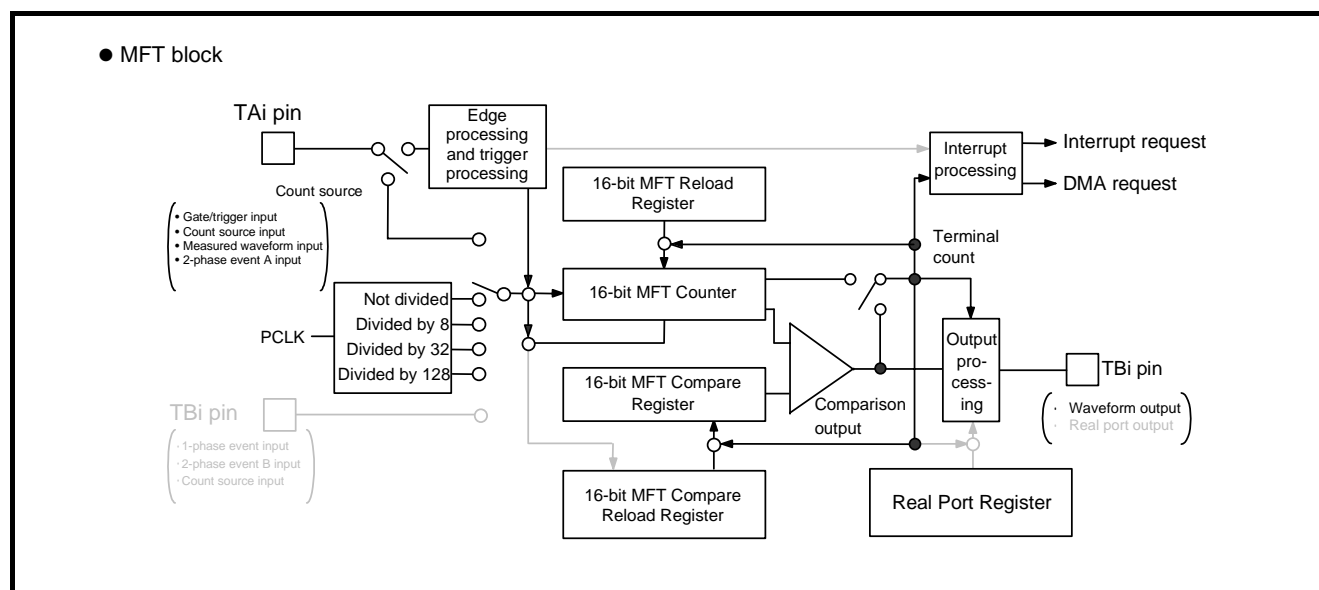 ● MFT block
TAi pin
Edge
processing
and trigger
processing
Interrupt
processing
Interrupt request
DMA request
Count source
• Gate/trigger input
• Count source input
• Measured waveform input
• 2-phase event A input
16-bit MFT Reload
Register
Terminal
count
16-bit MFT Counter
PCLK
Not divided
Divided by 8
Divided by 32
Divided by 128
16-bit MFT Compare
Register
Comparison
output
Output
pro-
cess-
ing
TBi pin
· Waveform output
· Real port output
TBi pin
· 1-phase event input
· 2-phase event B input
· Count source input
16-bit MFT Compare
Reload Register
Real Port Register